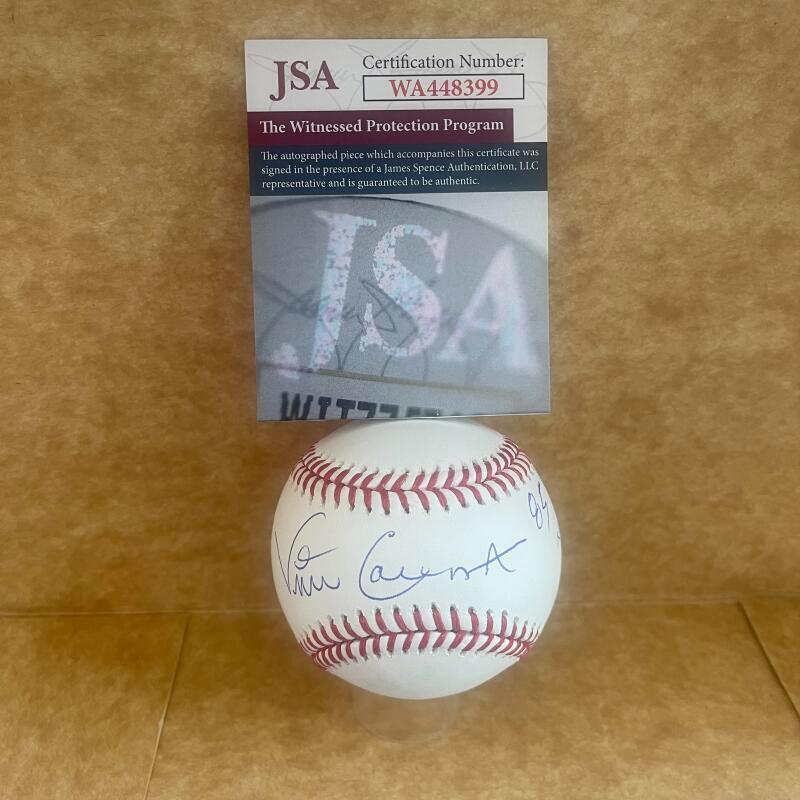 JSA
Certification Number:
WA448399
The Witnessed Protection Program
The autographed piece which accompanies this certificate was
signed in the presence of a James Spence Authentication, LLC
representative and is guaranteed to be authentic.
JSA
Vince